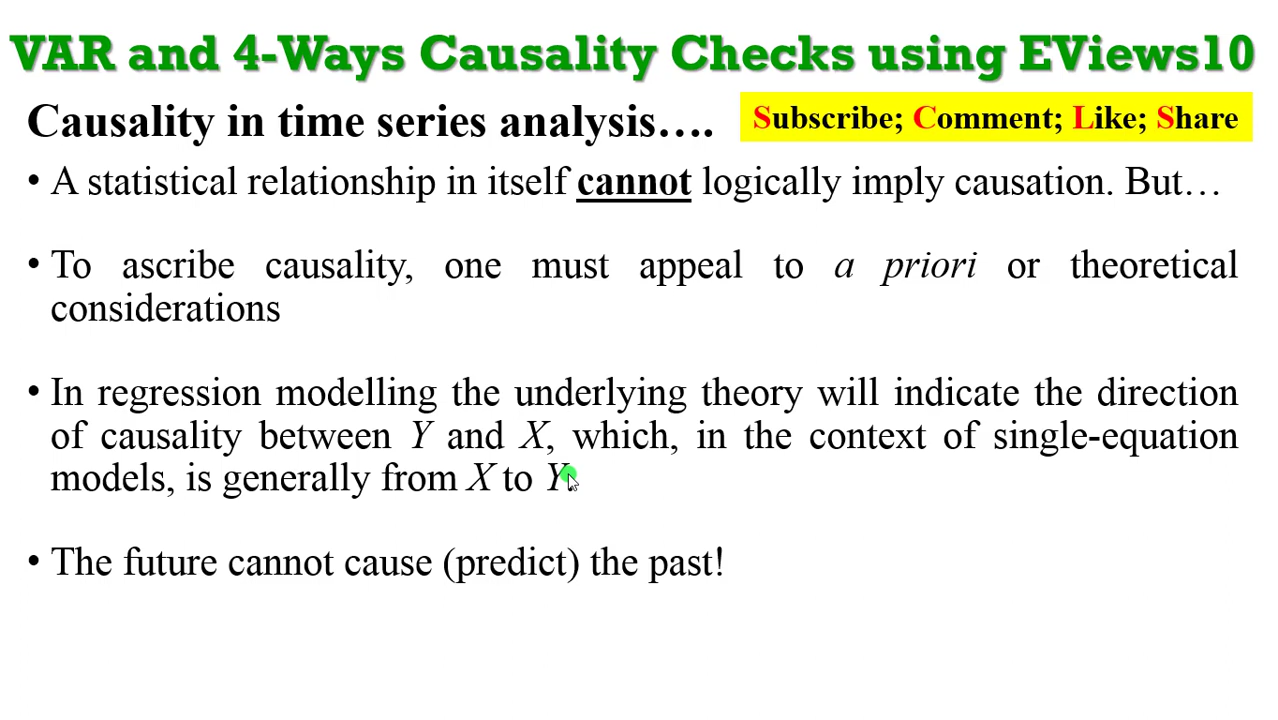 VAR and 4-Ways Causality Checks using EViews10
Causality in time series analysis….
Subscribe; Comment; Like; Share
• A statistical relationship in itself cannot logically imply causation. But…
• To ascribe causality, one must appeal to a priori or theoretical
considerations
• In regression modelling the underlying theory will indicate the direction
of causality between Y and X, which, in the context of single-equation
models, is generally from X to Y.
• The future cannot cause (predict) the past!